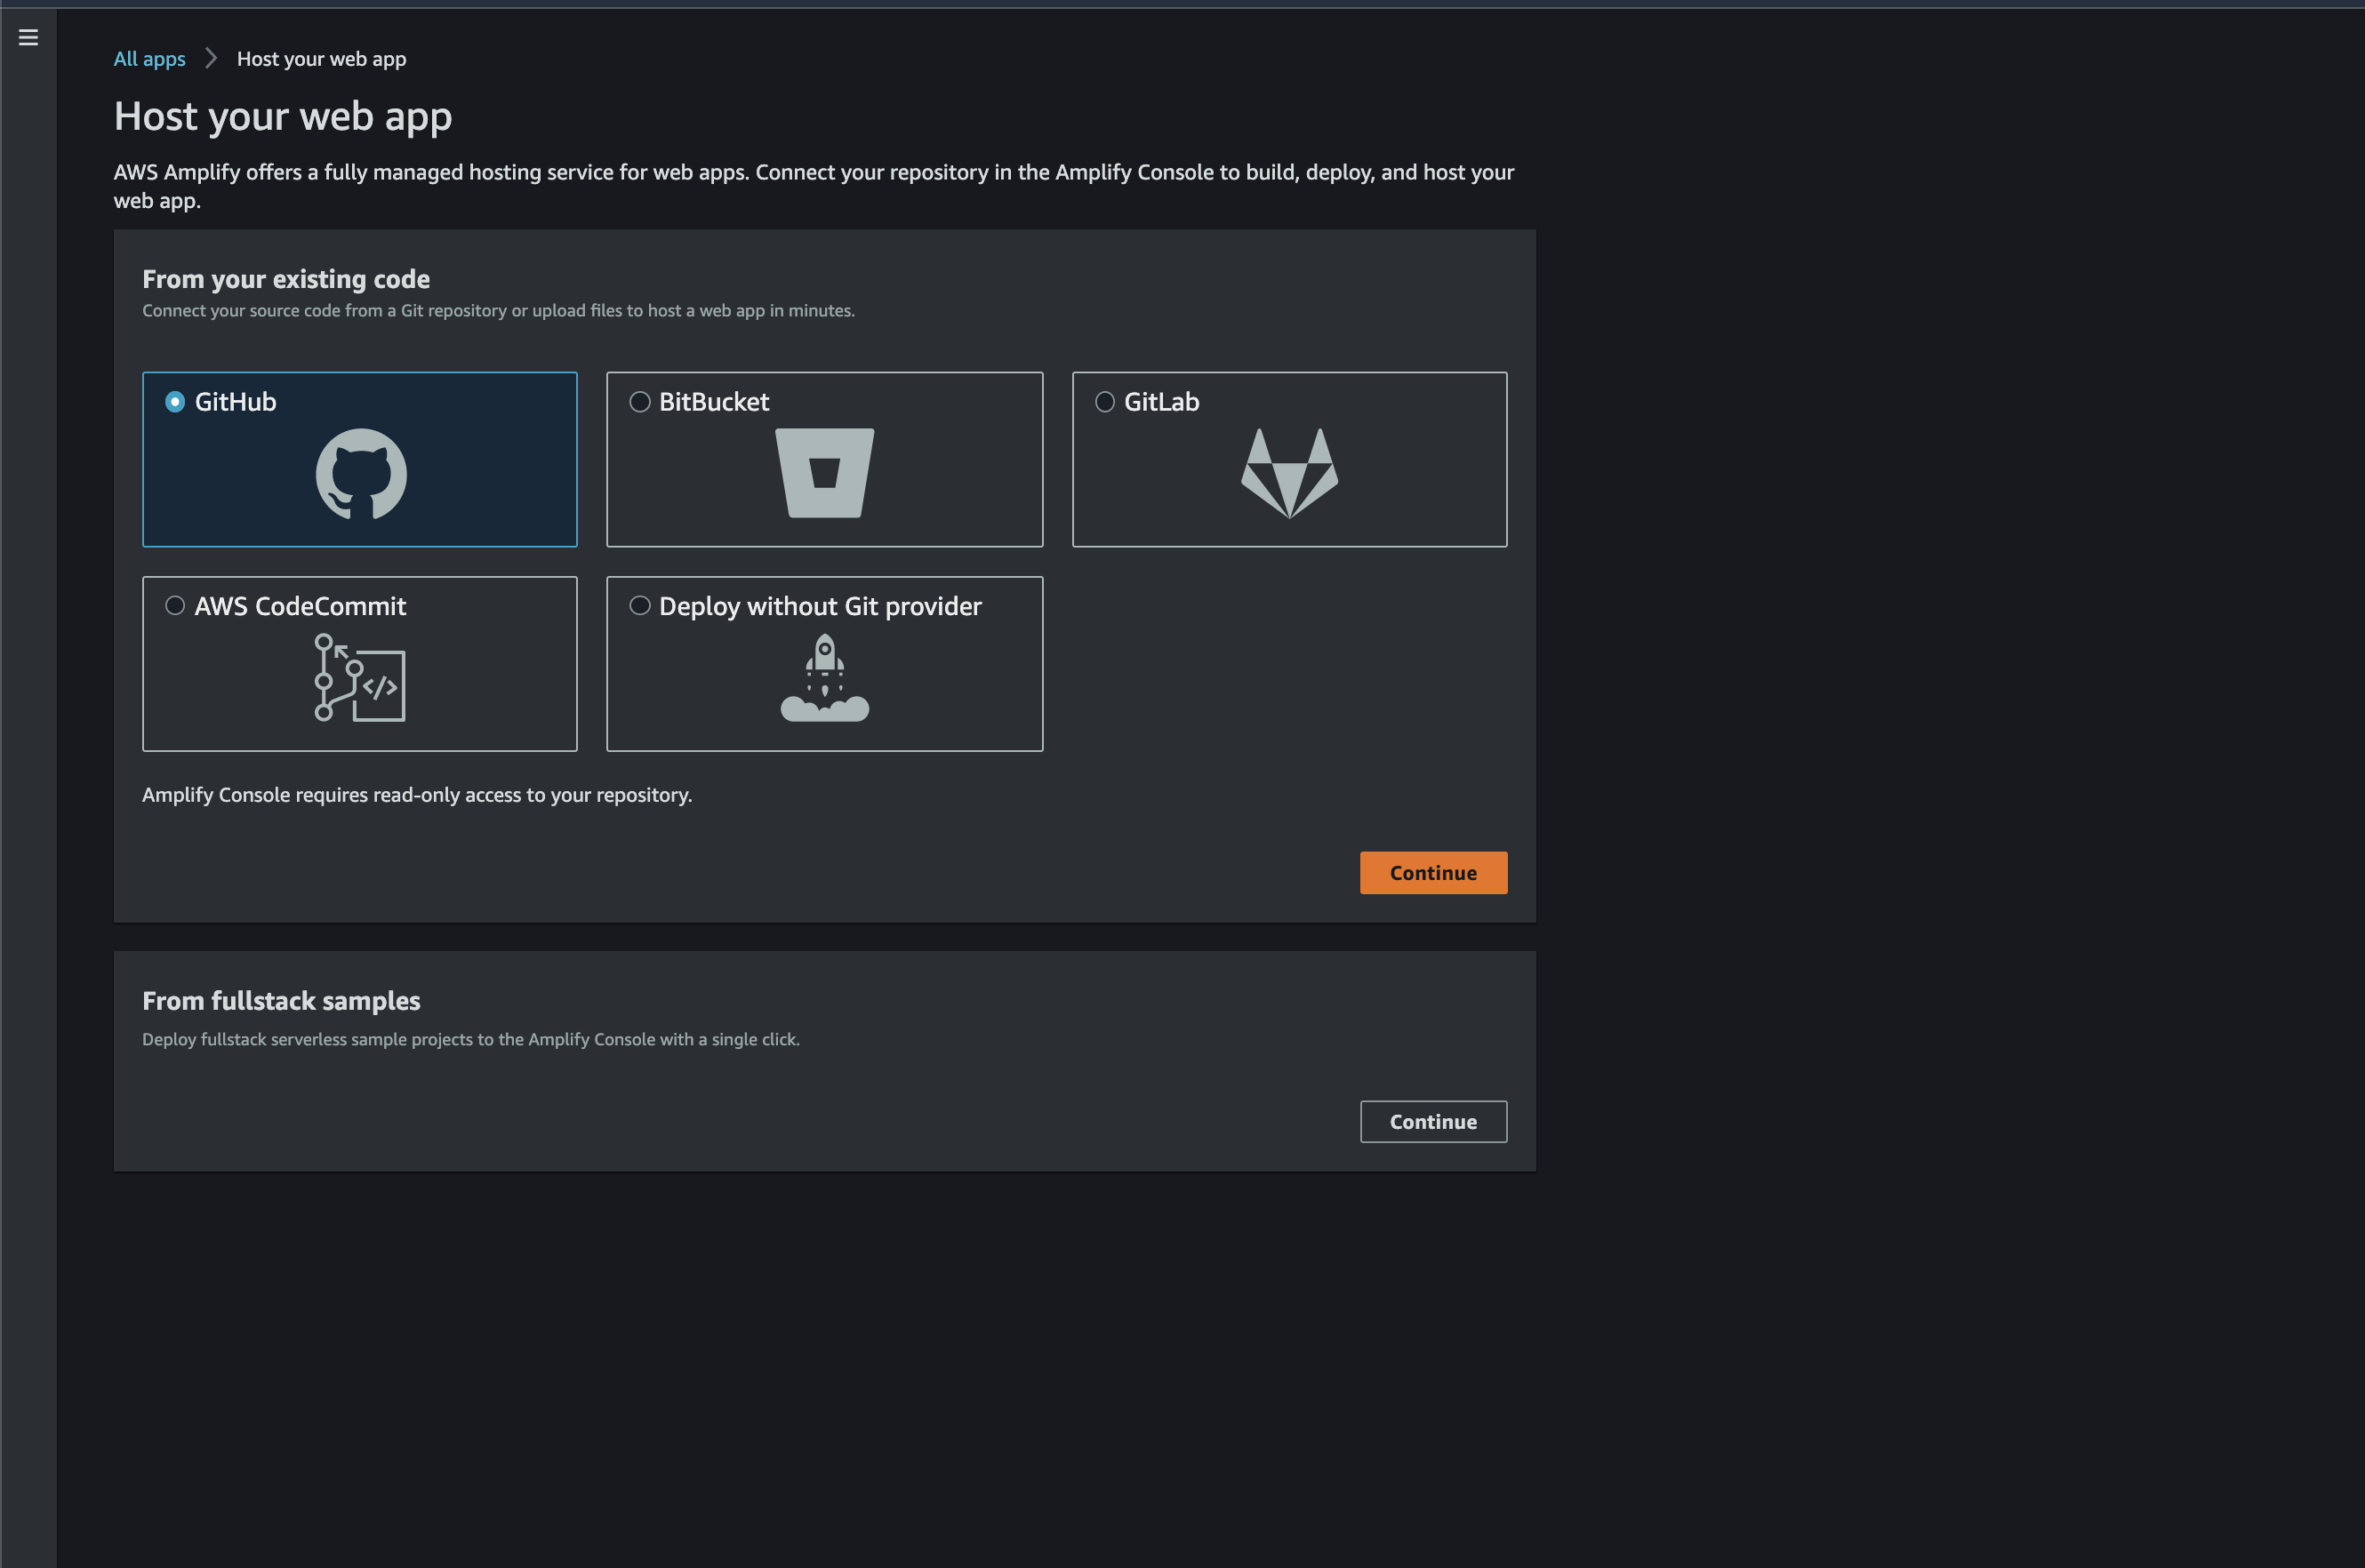 All apps
Host your web app
Host your web app
AWS Amplify offers a fully managed hosting service for web apps. Connect your repository in the Amplify Console to build, deploy, and host your
web app.
From your existing code
Connect your source code from a Git repository or upload files to host a web app in minutes.
GitHub
BitBucket
GitLab
AWS CodeCommit
Deploy without Git provider
</>
Amplify Console requires read-only access to your repository.
Continue
From fullstack samples
Deploy fullstack serverless sample projects to the Amplify Console with a single click.
Continue